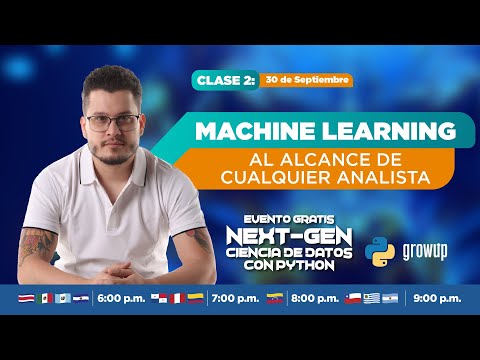 CLASE 2:
30 de Septiembre
MACHINE LEARNING
AL ALCANCE DE
CUALQUIER ANALISTA
EVENTO GRATIS
NEXT-GEN
CIENCIA DE DATOS
CON PYTHON
growup
6:00 p.m. 7:00 p.m. 8:00 p.m. 9:00 p.m.